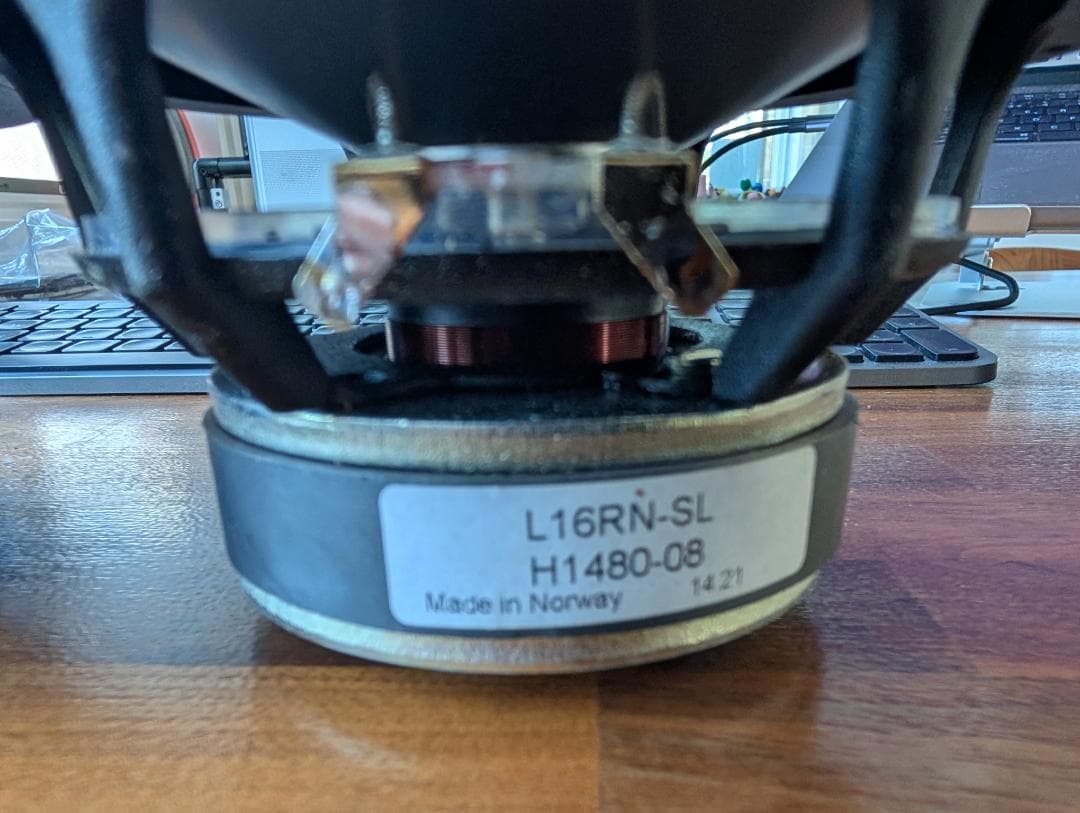 L16RN-SL
H1480-08
Made in Norway 14.21